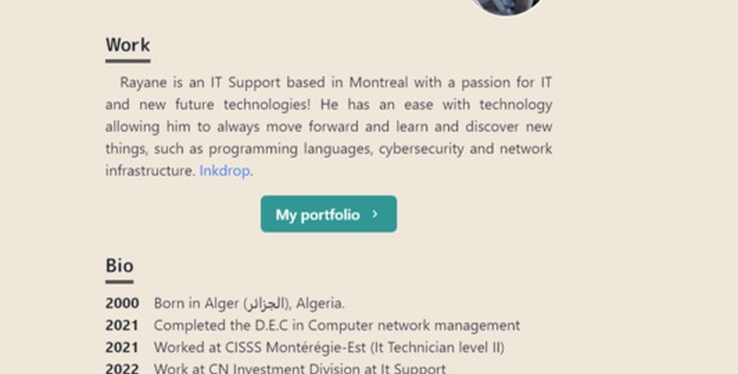 Work
Rayane is an IT Support based in Montreal with a passion for IT
and new future technologies! He has an ease with technology
allowing him to always move forward and learn and discover new
things, such as programming languages, cybersecurity and network
infrastructure. Inkdrop.
My portfolio >
Bio
2000 Born in Alger (الجزائر), Algeria.
2021 Completed the D.E.C in Computer network management
2021 Worked at CISSS Montérégie-Est (It Technician level II)
2022 Work at CN Investment Division at It Support